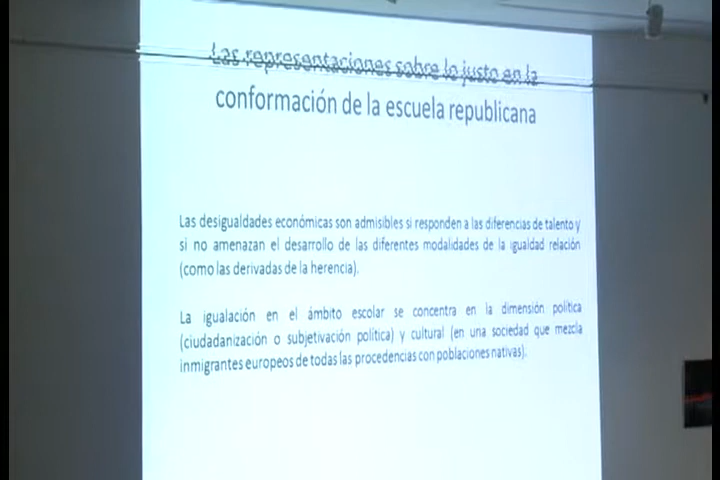 Las representaciones sobre lo justo en la
conformación de la escuela republicana
Las desigualdades económicas son admisibles si responden a las diferencias de talento y
si no amenazan el desarrollo de las diferentes modalidades de la igualdad relación
(como las derivadas de la herencia).
La igualación en el ámbito escolar se concentra en la dimensión política
(ciudadanización o subjetivación política) y cultural (en una sociedad que mezcla
inmigrantes europeos de todas las procedencias con poblaciones nativas).